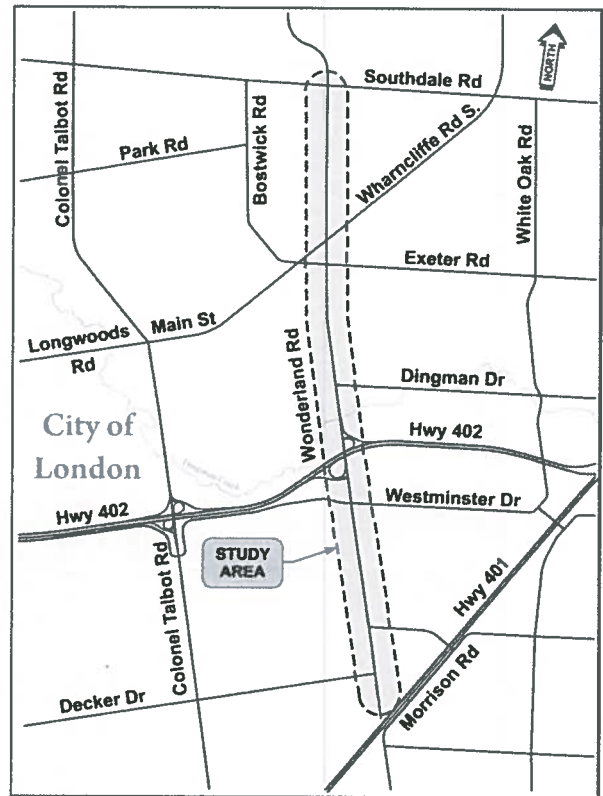 NORTH
Southdale Rd
Colonel Talbot Rd
Bostwick Rd
Park Rd
Wharncliffe Rd S.
White Oak Rd
Exeter Rd
Longwoods
Rd
Main St
Wonderland Rd
Dingman Dr
City of
London
Hwy 402
Hwy 402
Westminster Dr
STUDY
AREA
Colonel Talbot Rd
Hwy 401
Morrison Rd
Decker Dr